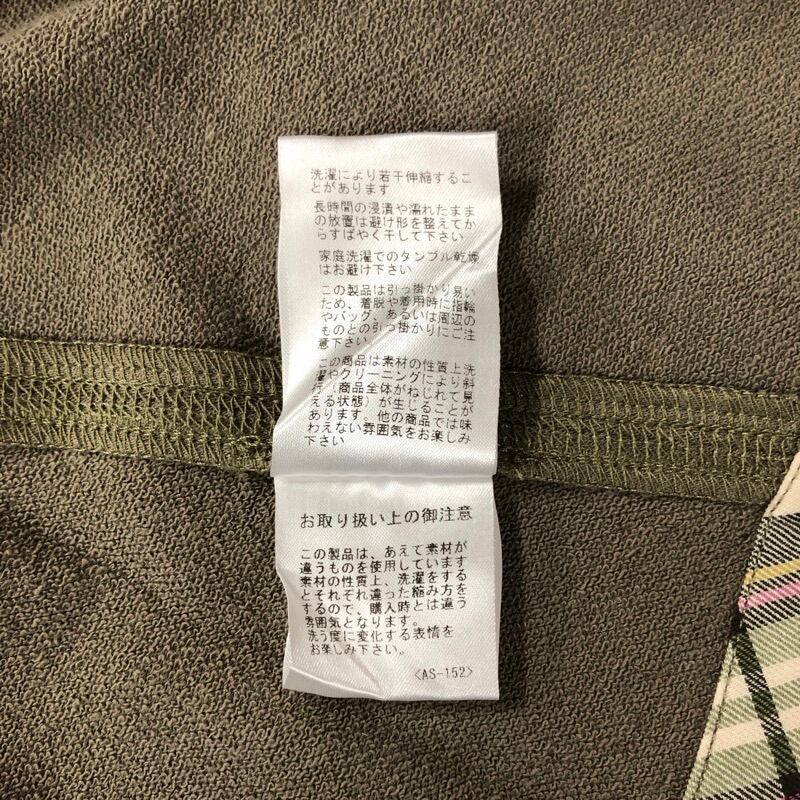 洗濯により若干伸縮するこ
とがあります
長時間の浸漬や濡れたまま
の放置は避け形を整えてか
らすばやく干して下さい
家庭洗濯でのタンブル乾燥
はお避け下さい
この製品は引っ掛かり易い
ため、着脱や着用時に指輪
やバッグ、あるいは周辺の
ものとの引っ掛かりにご注
意下さい。
この商品は素材の性質上洗
濯やクリーニングにより斜
行（商品全体がねじれて見
える状態）が生じることが
あります。他の商品では味
わえない雰囲気をお楽しみ
下さい
お取り扱い上の御注意
この製品は、あえて素材が
違うものを使用しています
素材の性質上、洗濯をする
とそれぞれ違った縮み方を
するので、購入時とは違う
雰囲気となります。
洗う度に変化する表情を
お楽しみ下さい。
<AS-152>